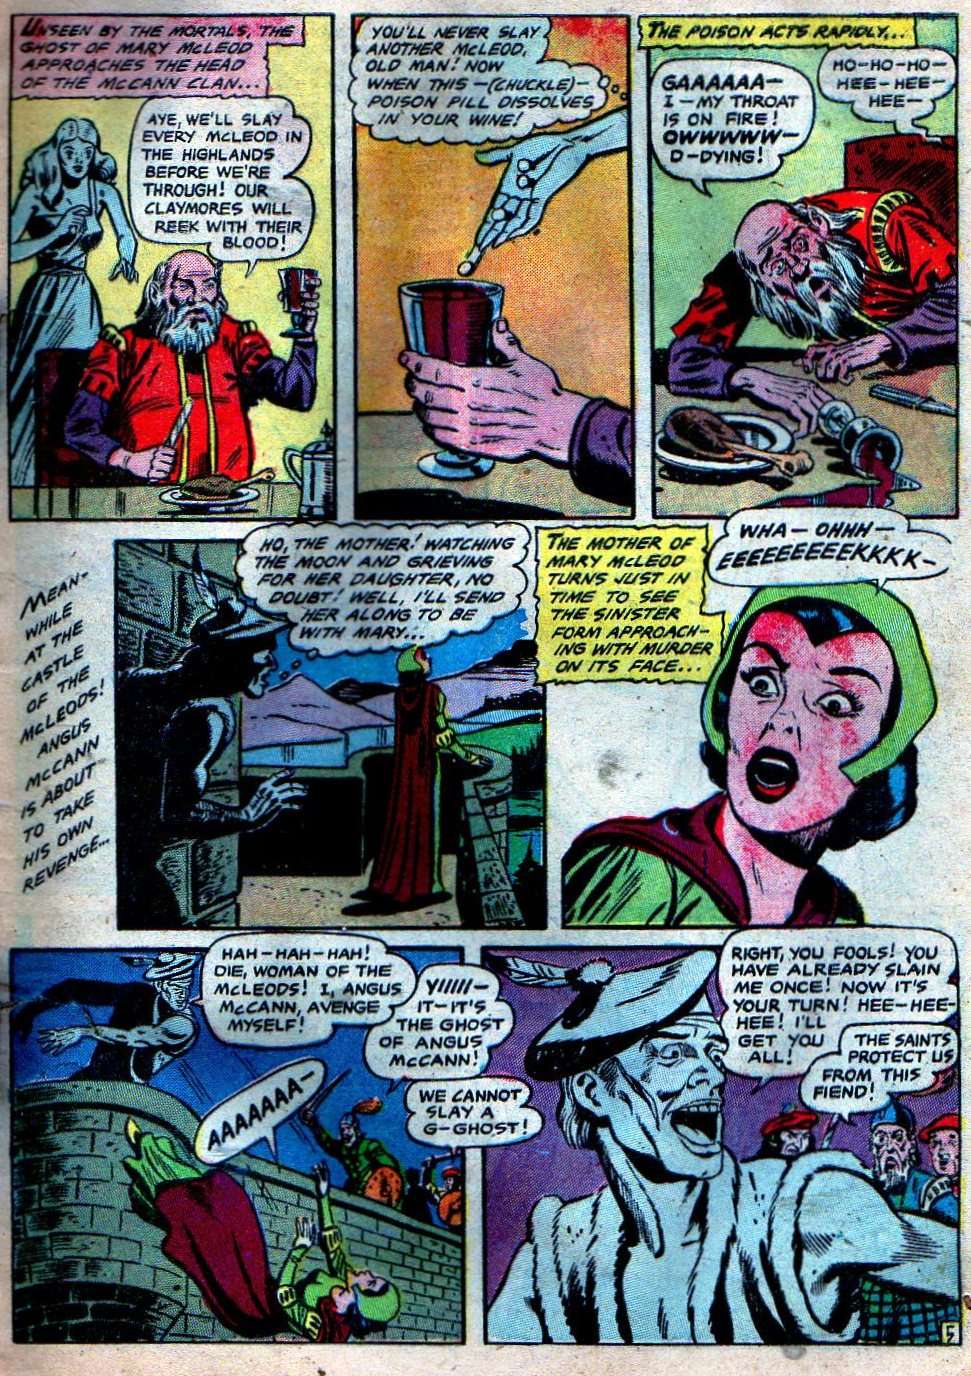 UNSEEN BY THE MORTALS, THE
GHOST OF MARY McLEOD
APPROACHES THE HEAD
OF THE McCANN CLAN...
AYE, WE'LL SLAY
EVERY McLEOD IN
THE HIGHLANDS
BEFORE WE'RE
THROUGH! OUR
CLAYMORES WILL
REEK WITH THEIR
BLOOD!
YOU'LL NEVER SLAY
ANOTHER McLEOD,
OLD MAN! NOW
WHEN THIS —(CHUCKLE)—
POISON PILL DISSOLVES
IN YOUR WINE!
THE POISON ACTS RAPIDLY...
GAAAAAA—
I — MY THROAT
IS ON FIRE!
OWWWWW—
D-DYING!
HO-HO-HO—
HEE-HEE—
HEE—
MEAN-
WHILE
AT THE
CASTLE
OF THE
McLEODS!
ANGUS
McCANN
IS ABOUT
TO TAKE
HIS OWN
REVENGE...
HO, THE MOTHER! WATCHING
THE MOON AND GRIEVING
FOR HER DAUGHTER, NO
DOUBT! WELL, I'LL SEND
HER ALONG TO BE
WITH MARY...
THE MOTHER OF
MARY McLEOD
TURNS JUST IN
TIME TO SEE
THE SINISTER
FORM APPROACH-
ING WITH MURDER
ON ITS FACE...
WHA— OHHH—
EEEEEEEEEKKKK—
HAH-HAH-HAH!
DIE, WOMAN OF THE
McLEODS! I, ANGUS
McCANN, AVENGE
MYSELF!
AAAAAAA—
YIIIII—
IT-IT'S
THE GHOST
OF ANGUS
McCANN!
WE CANNOT
SLAY A
G-GHOST!
RIGHT, YOU FOOLS! YOU
HAVE ALREADY SLAIN
ME ONCE! NOW IT'S
YOUR TURN! HEE-HEE-
HEE! I'LL
GET YOU
ALL!
THE SAINTS
PROTECT US
FROM THIS
FIEND!
5